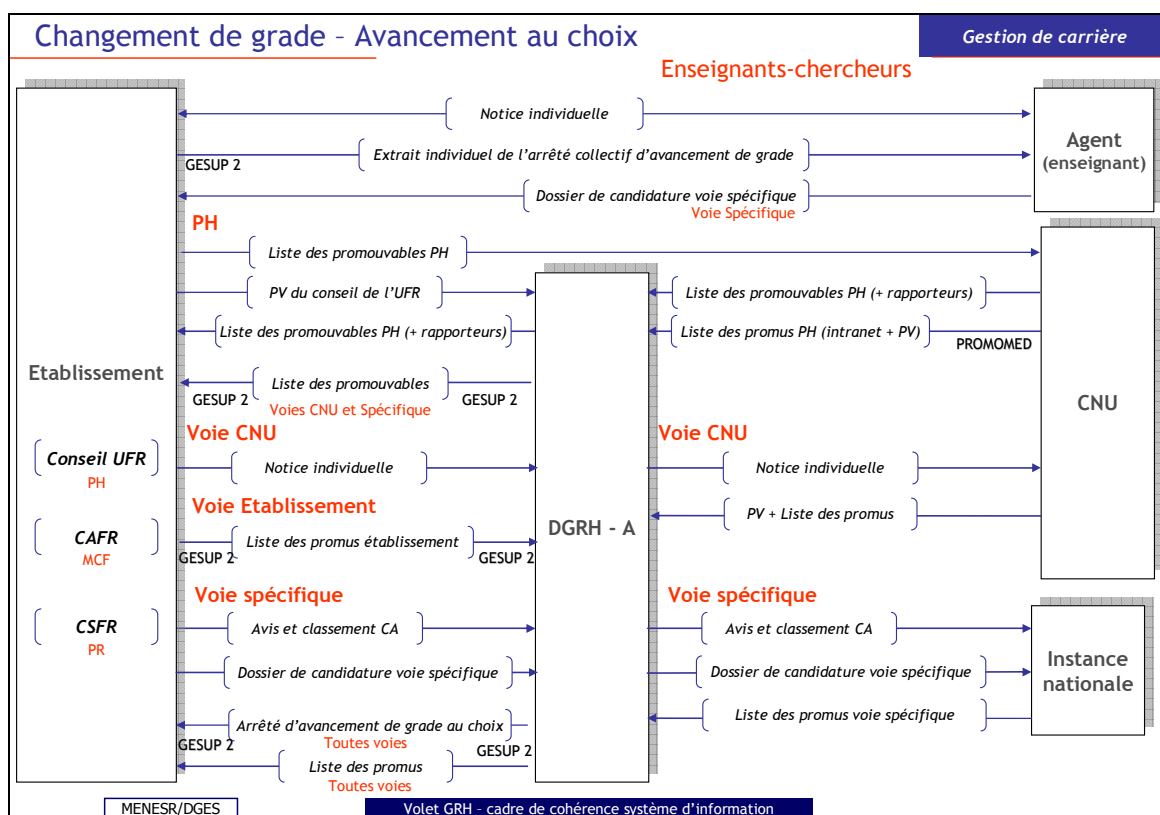 Changement de grade – Avancement au choix
Gestion de carrière
Enseignants-chercheurs
Notice individuelle
Agent
(enseignant)
GESUP 2
Extrait individuel de l'arrêté collectif d'avancement de grade
Dossier de candidature voie spécifique
Voie Spécifique
PH
Liste des promouvables PH
PV du conseil de l'UFR
Liste des promouvables PH (+ rapporteurs)
Liste des promouvables PH (+ rapporteurs)
Liste des promus PH (intranet + PV)
PROMOMED
Etablissement
Liste des promouvables
GESUP 2
GESUP 2
Voies CNU et Spécifique
CNU
Voie CNU
Voie CNU
Conseil UFR
PH
Notice individuelle
Notice individuelle
Voie Etablissement
PV + Liste des promus
DGRH - A
CAFR
MCF
Liste des promus établissement
GESUP 2
GESUP 2
Voie spécifique
Voie spécifique
CSFR
PR
Avis et classement CA
Avis et classement CA
Dossier de candidature voie spécifique
Dossier de candidature voie spécifique
Instance
nationale
Liste des promus voie spécifique
Arrêté d'avancement de grade au choix
Toutes voies
GESUP 2
GESUP 2
Liste des promus
Toutes voies
MENESR/DGES
Volet GRH – cadre de cohérence système d'information